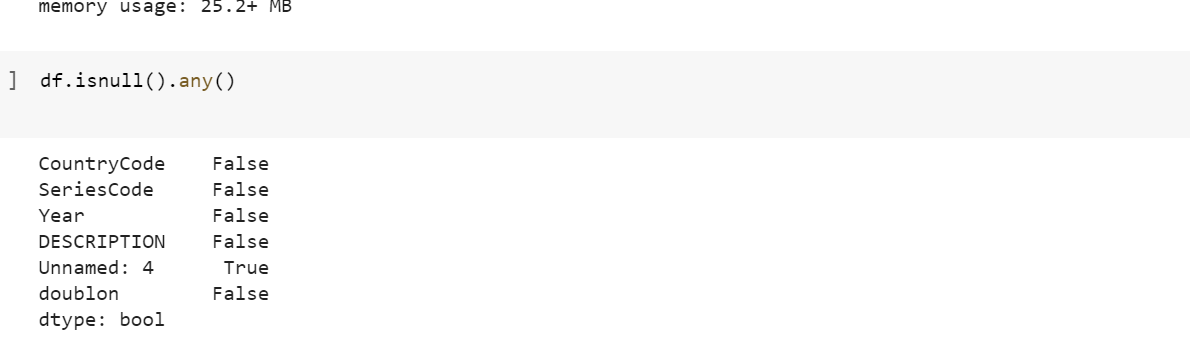 memory usage: 25.2+ MB
] df.isnull().any()
CountryCode    False
SeriesCode     False
Year           False
DESCRIPTION    False
Unnamed: 4      True
doublon        False
dtype: bool